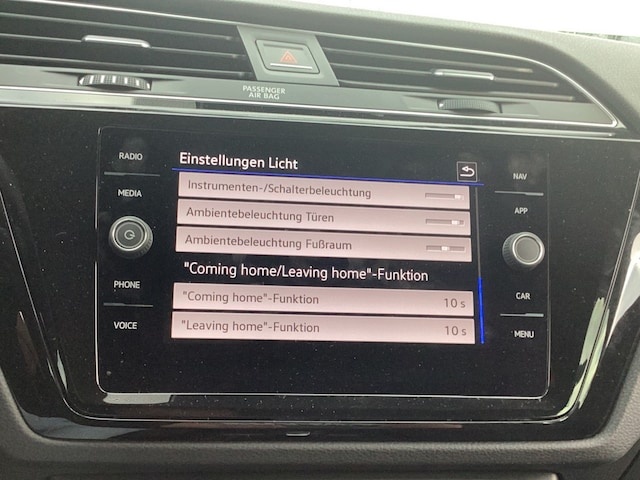 PASSENGER
AIR BAG
RADIO
MEDIA
PHONE
VOICE
Einstellungen Licht
Instrumenten-/Schalterbeleuchtung
Ambientebeleuchtung Türen
Ambientebeleuchtung Fußraum
"Coming home/Leaving home"-Funktion
"Coming home"-Funktion 10 s
"Leaving home"-Funktion 10 s
NAV
APP
CAR
MENU